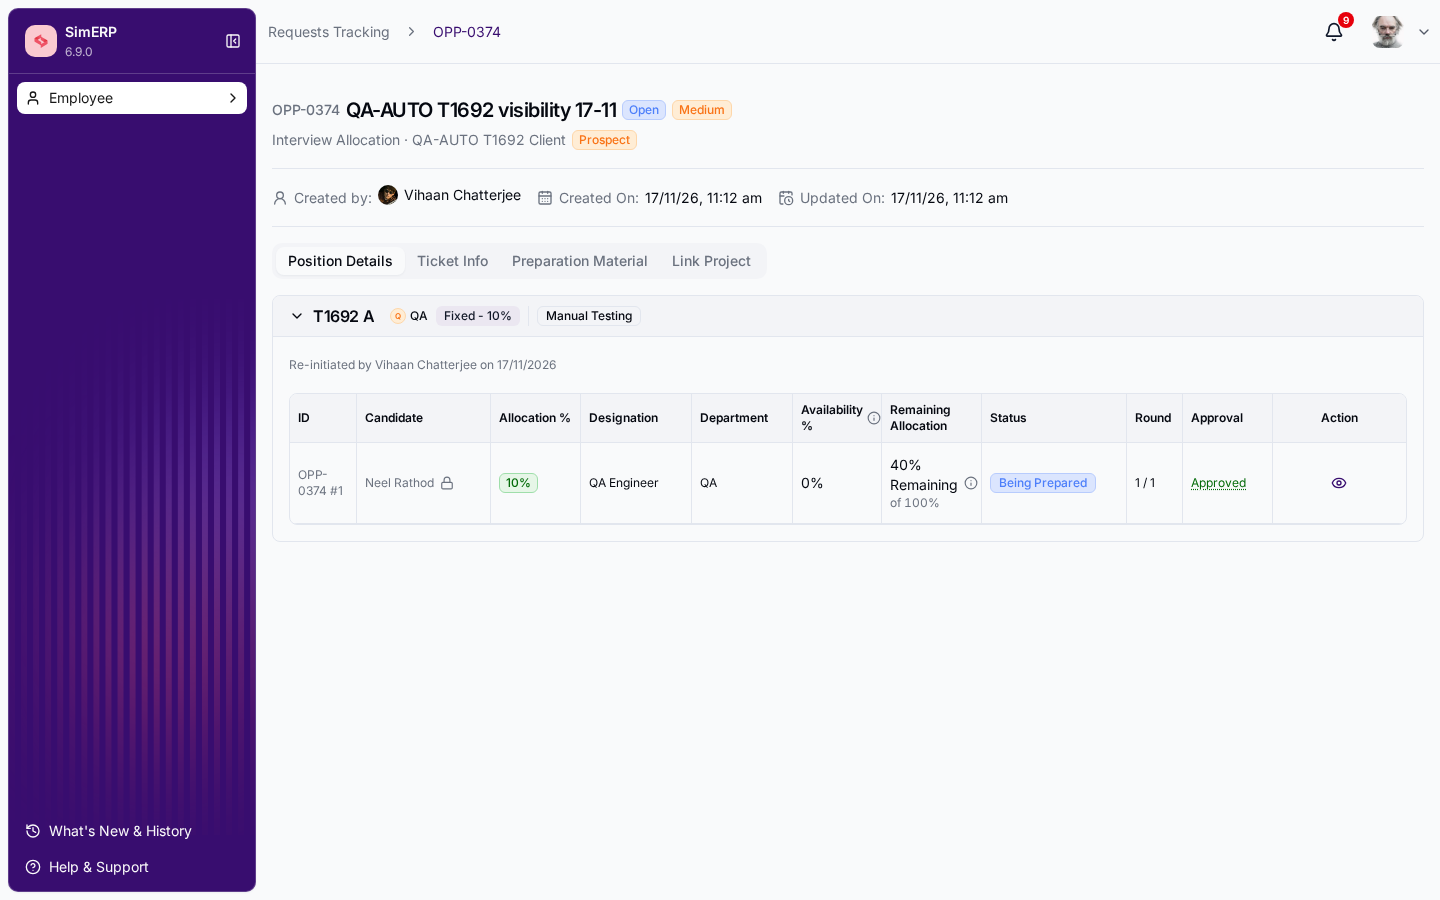 SimERP
6.9.0
Employee
What's New & History
Help & Support
Requests Tracking
OPP-0374
9
OPP-0374 QA-AUTO T1692 visibility 17-11 Open Medium
Interview Allocation · QA-AUTO T1692 Client Prospect
Created by: Vihaan Chatterjee Created On: 17/11/26, 11:12 am Updated On: 17/11/26, 11:12 am
Position Details Ticket Info Preparation Material Link Project
T1692 A Q QA Fixed - 10% Manual Testing
Re-initiated by Vihaan Chatterjee on 17/11/2026
ID Candidate Allocation % Designation Department Availability % Remaining Allocation Status Round Approval Action
OPP-0374 #1 Neel Rathod 10% QA Engineer QA 0% 40% Remaining of 100% Being Prepared 1 / 1 Approved